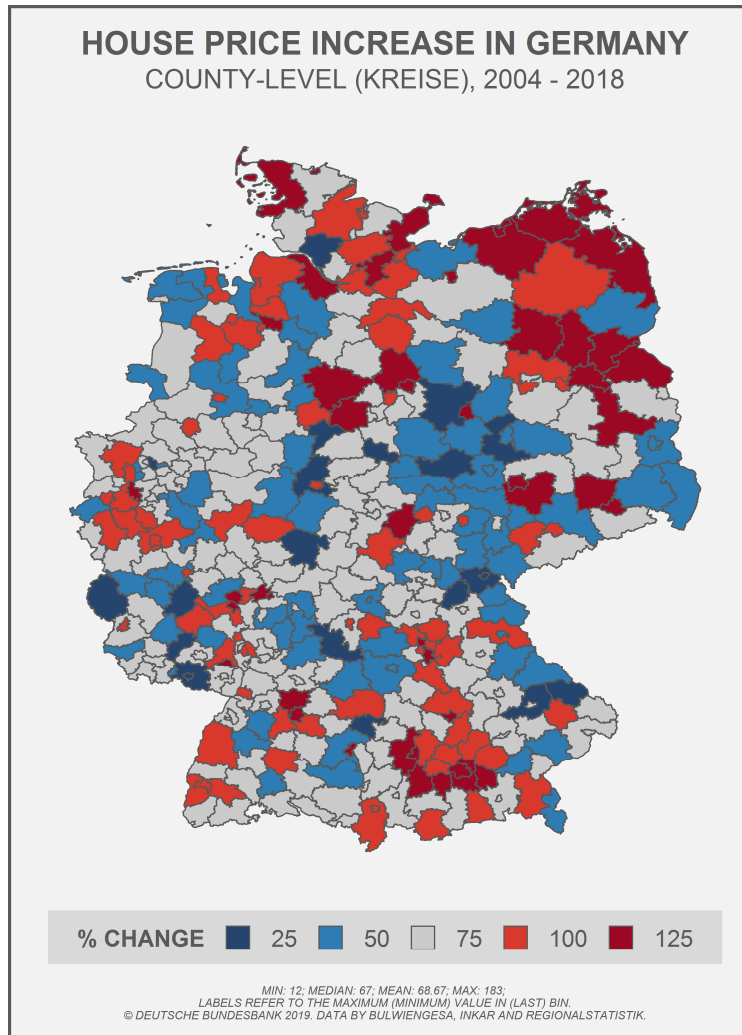 HOUSE PRICE INCREASE IN GERMANY
COUNTY-LEVEL (KREISE), 2004 - 2018
% CHANGE 25 50 75 100 125
MIN: 12; MEDIAN: 67; MEAN: 68.67; MAX: 183;
LABELS REFER TO THE MAXIMUM (MINIMUM) VALUE IN (LAST) BIN.
© DEUTSCHE BUNDESBANK 2019. DATA BY BULWIENGESA, INKAR AND REGIONALSTATISTIK.